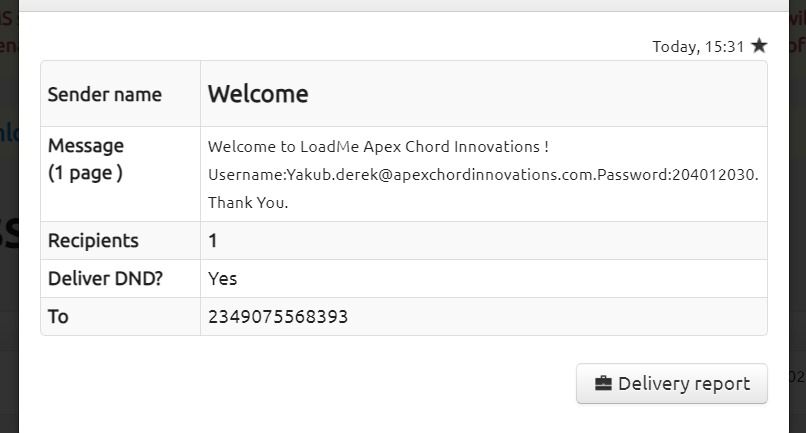 Today, 15:31
Sender name Welcome
Message
(1 page )
Welcome to LoadMe Apex Chord Innovations !
Username:Yakub.derek@apexchordinnovations.com.Password:204012030.
Thank You.
Recipients 1
Deliver DND? Yes
To 2349075568393
Delivery report